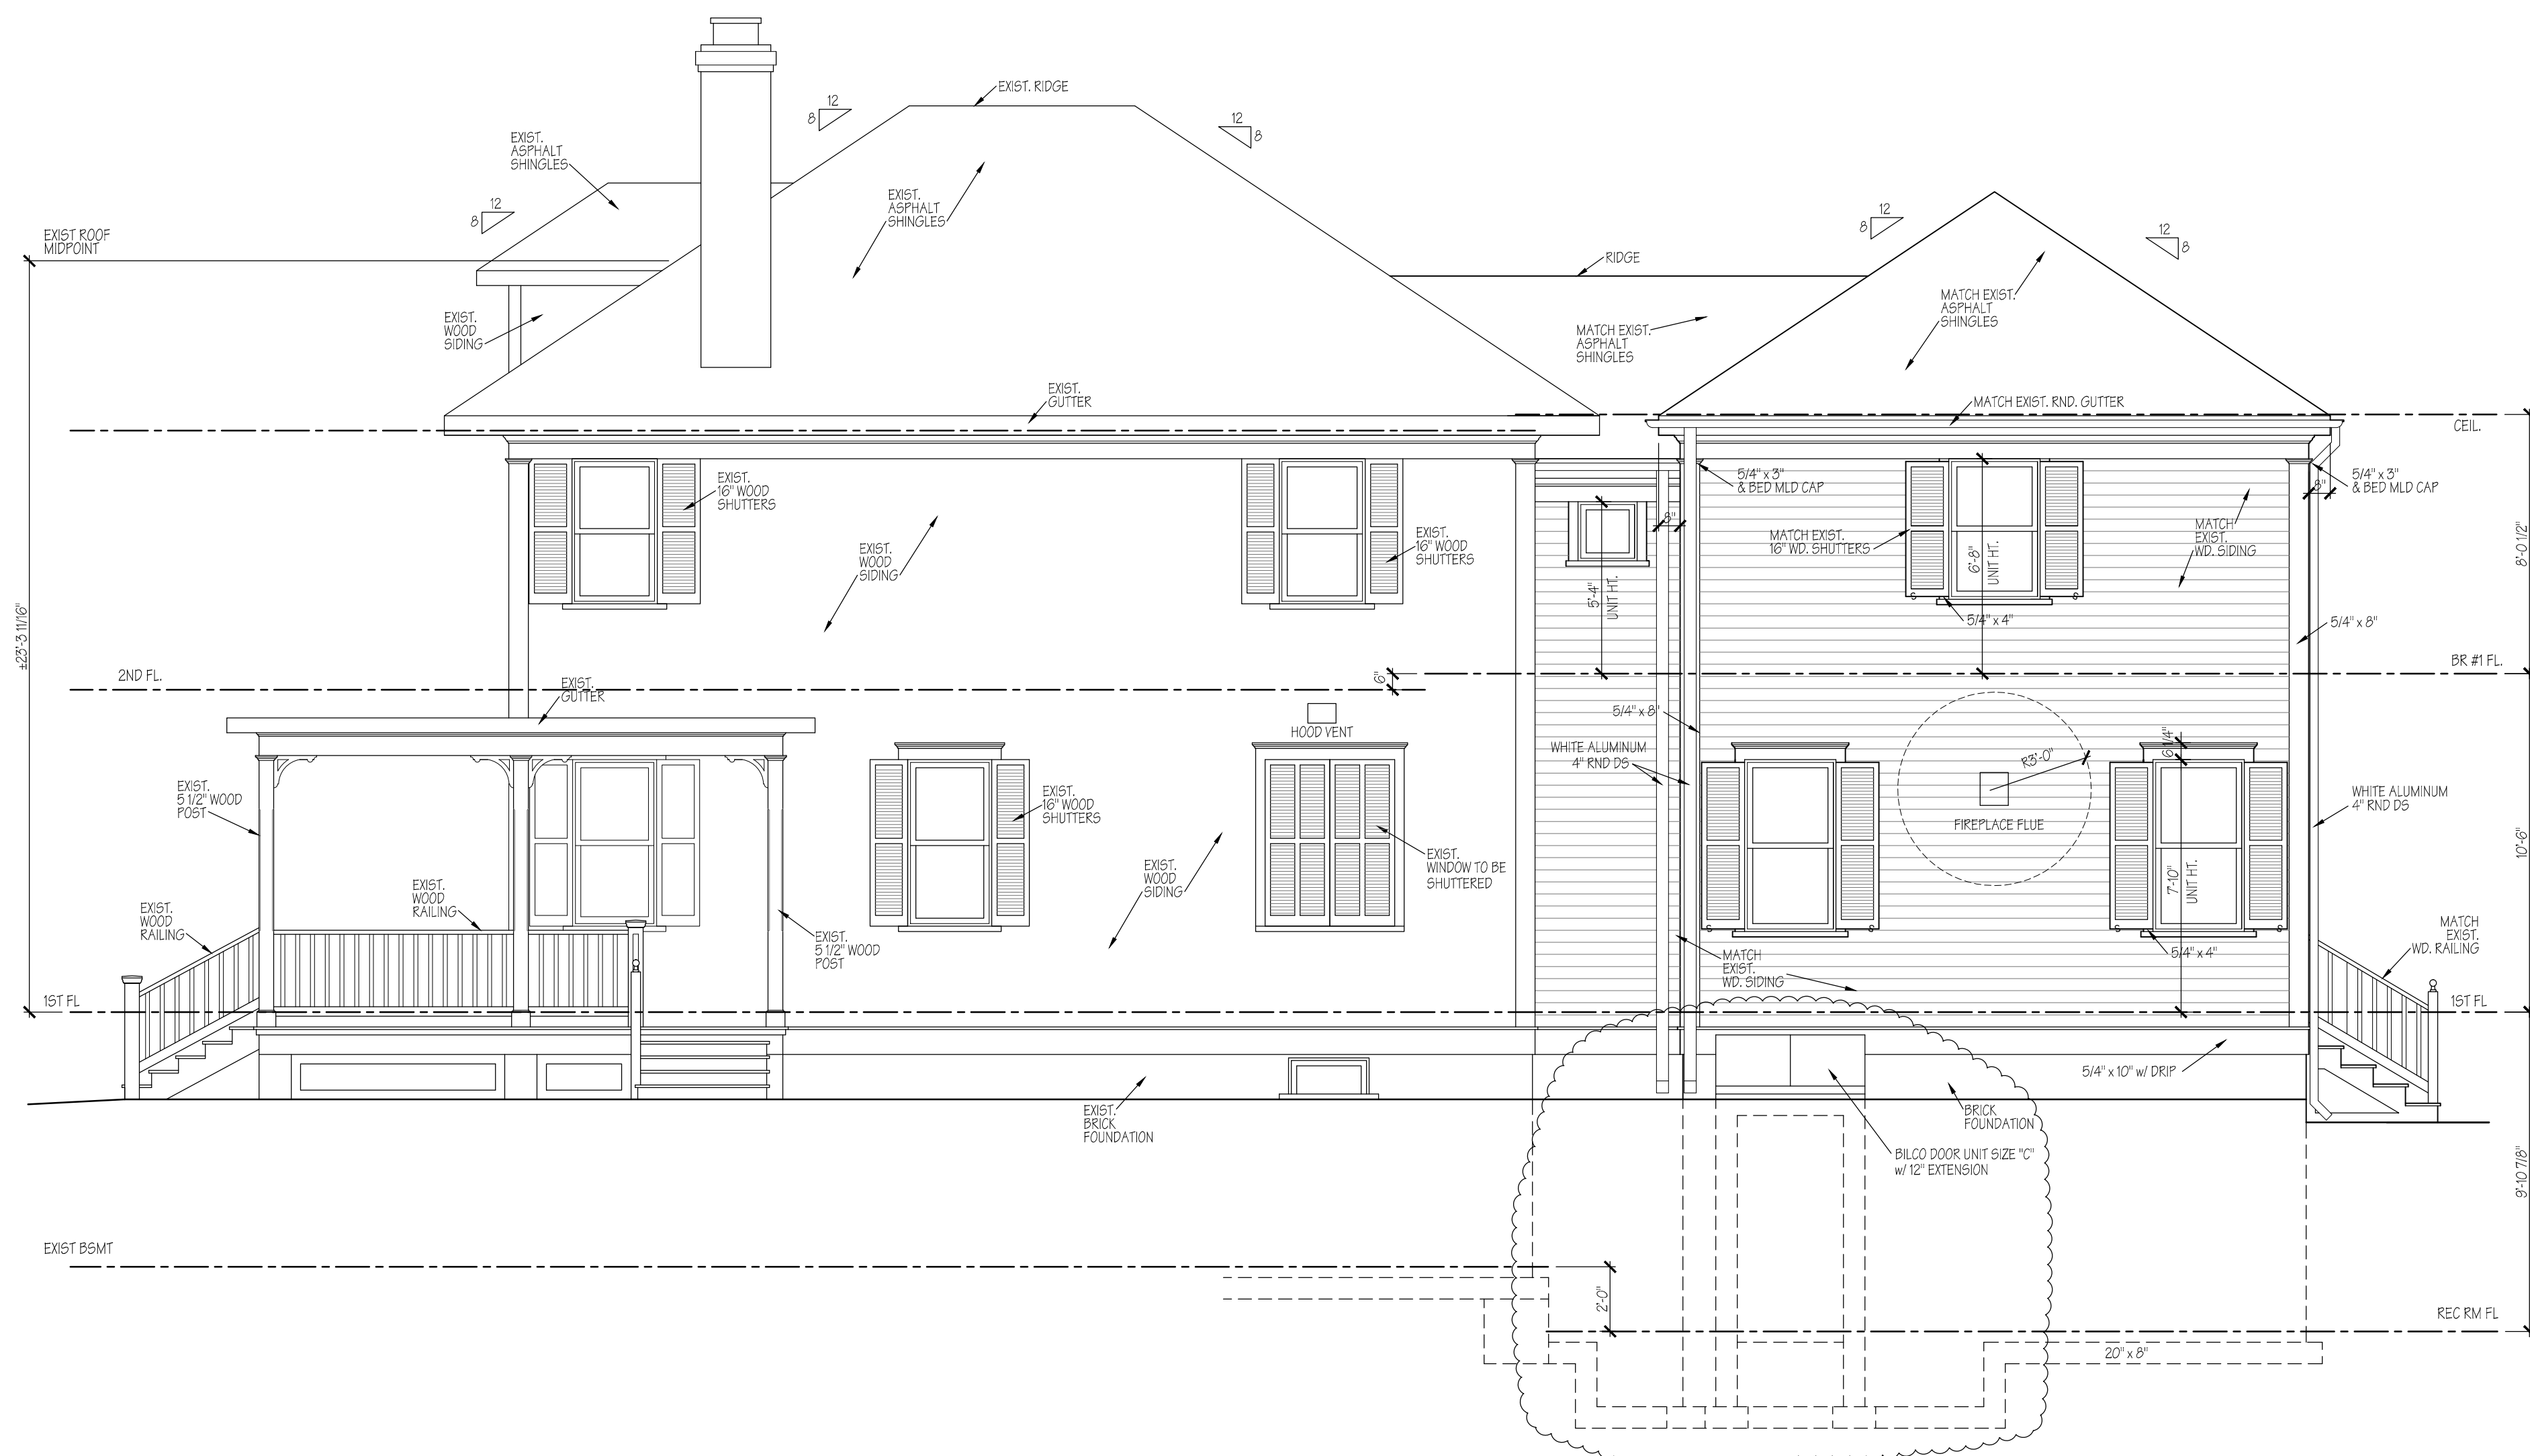 EXIST. RIDGE
12
8
12
8
EXIST.
ASPHALT
SHINGLES
EXIST.
ASPHALT
SHINGLES
12
8
12
8
12
8
EXIST ROOF
MIDPOINT
RIDGE
MATCH EXIST.
ASPHALT
SHINGLES
EXIST.
WOOD
SIDING
MATCH EXIST.
ASPHALT
SHINGLES
EXIST.
GUTTER
MATCH EXIST. RND. GUTTER
CEIL.
EXIST.
16" WOOD
SHUTTERS
5/4" x 3"
& BED MLD CAP
5/4" x 3"
& BED MLD CAP
8"
8"
EXIST.
WOOD
SIDING
EXIST.
16" WOOD
SHUTTERS
MATCH EXIST.
16" WD. SHUTTERS
MATCH
EXIST.
WD. SIDING
8'-0 1/2"
6'-8"
UNIT HT.
5'-4"
UNIT HT.
5/4" x 4"
5/4" x 8"
±23'-3 11/16"
2ND FL.
6"
BR #1 FL.
EXIST.
GUTTER
5/4" x 8"
HOOD VENT
WHITE ALUMINUM
4" RND DS
6 1/4"
R3'-0"
FIREPLACE FLUE
EXIST.
5 1/2" WOOD
POST
EXIST.
16" WOOD
SHUTTERS
WHITE ALUMINUM
4" RND DS
10'-6"
EXIST.
WINDOW TO BE
SHUTTERED
EXIST.
WOOD
SIDING
7'-10"
UNIT HT.
EXIST.
WOOD
RAILING
EXIST.
WOOD
RAILING
EXIST.
5 1/2" WOOD
POST
MATCH
EXIST.
WD. SIDING
5/4" x 4"
MATCH
EXIST.
WD. RAILING
1ST FL
1ST FL
5/4" x 10" w/ DRIP
EXIST.
BRICK
FOUNDATION
BRICK
FOUNDATION
BILCO DOOR UNIT SIZE "C"
w/ 12" EXTENSION
9'-10 7/8"
EXIST BSMT
2'-0"
REC RM FL
20" x 8"